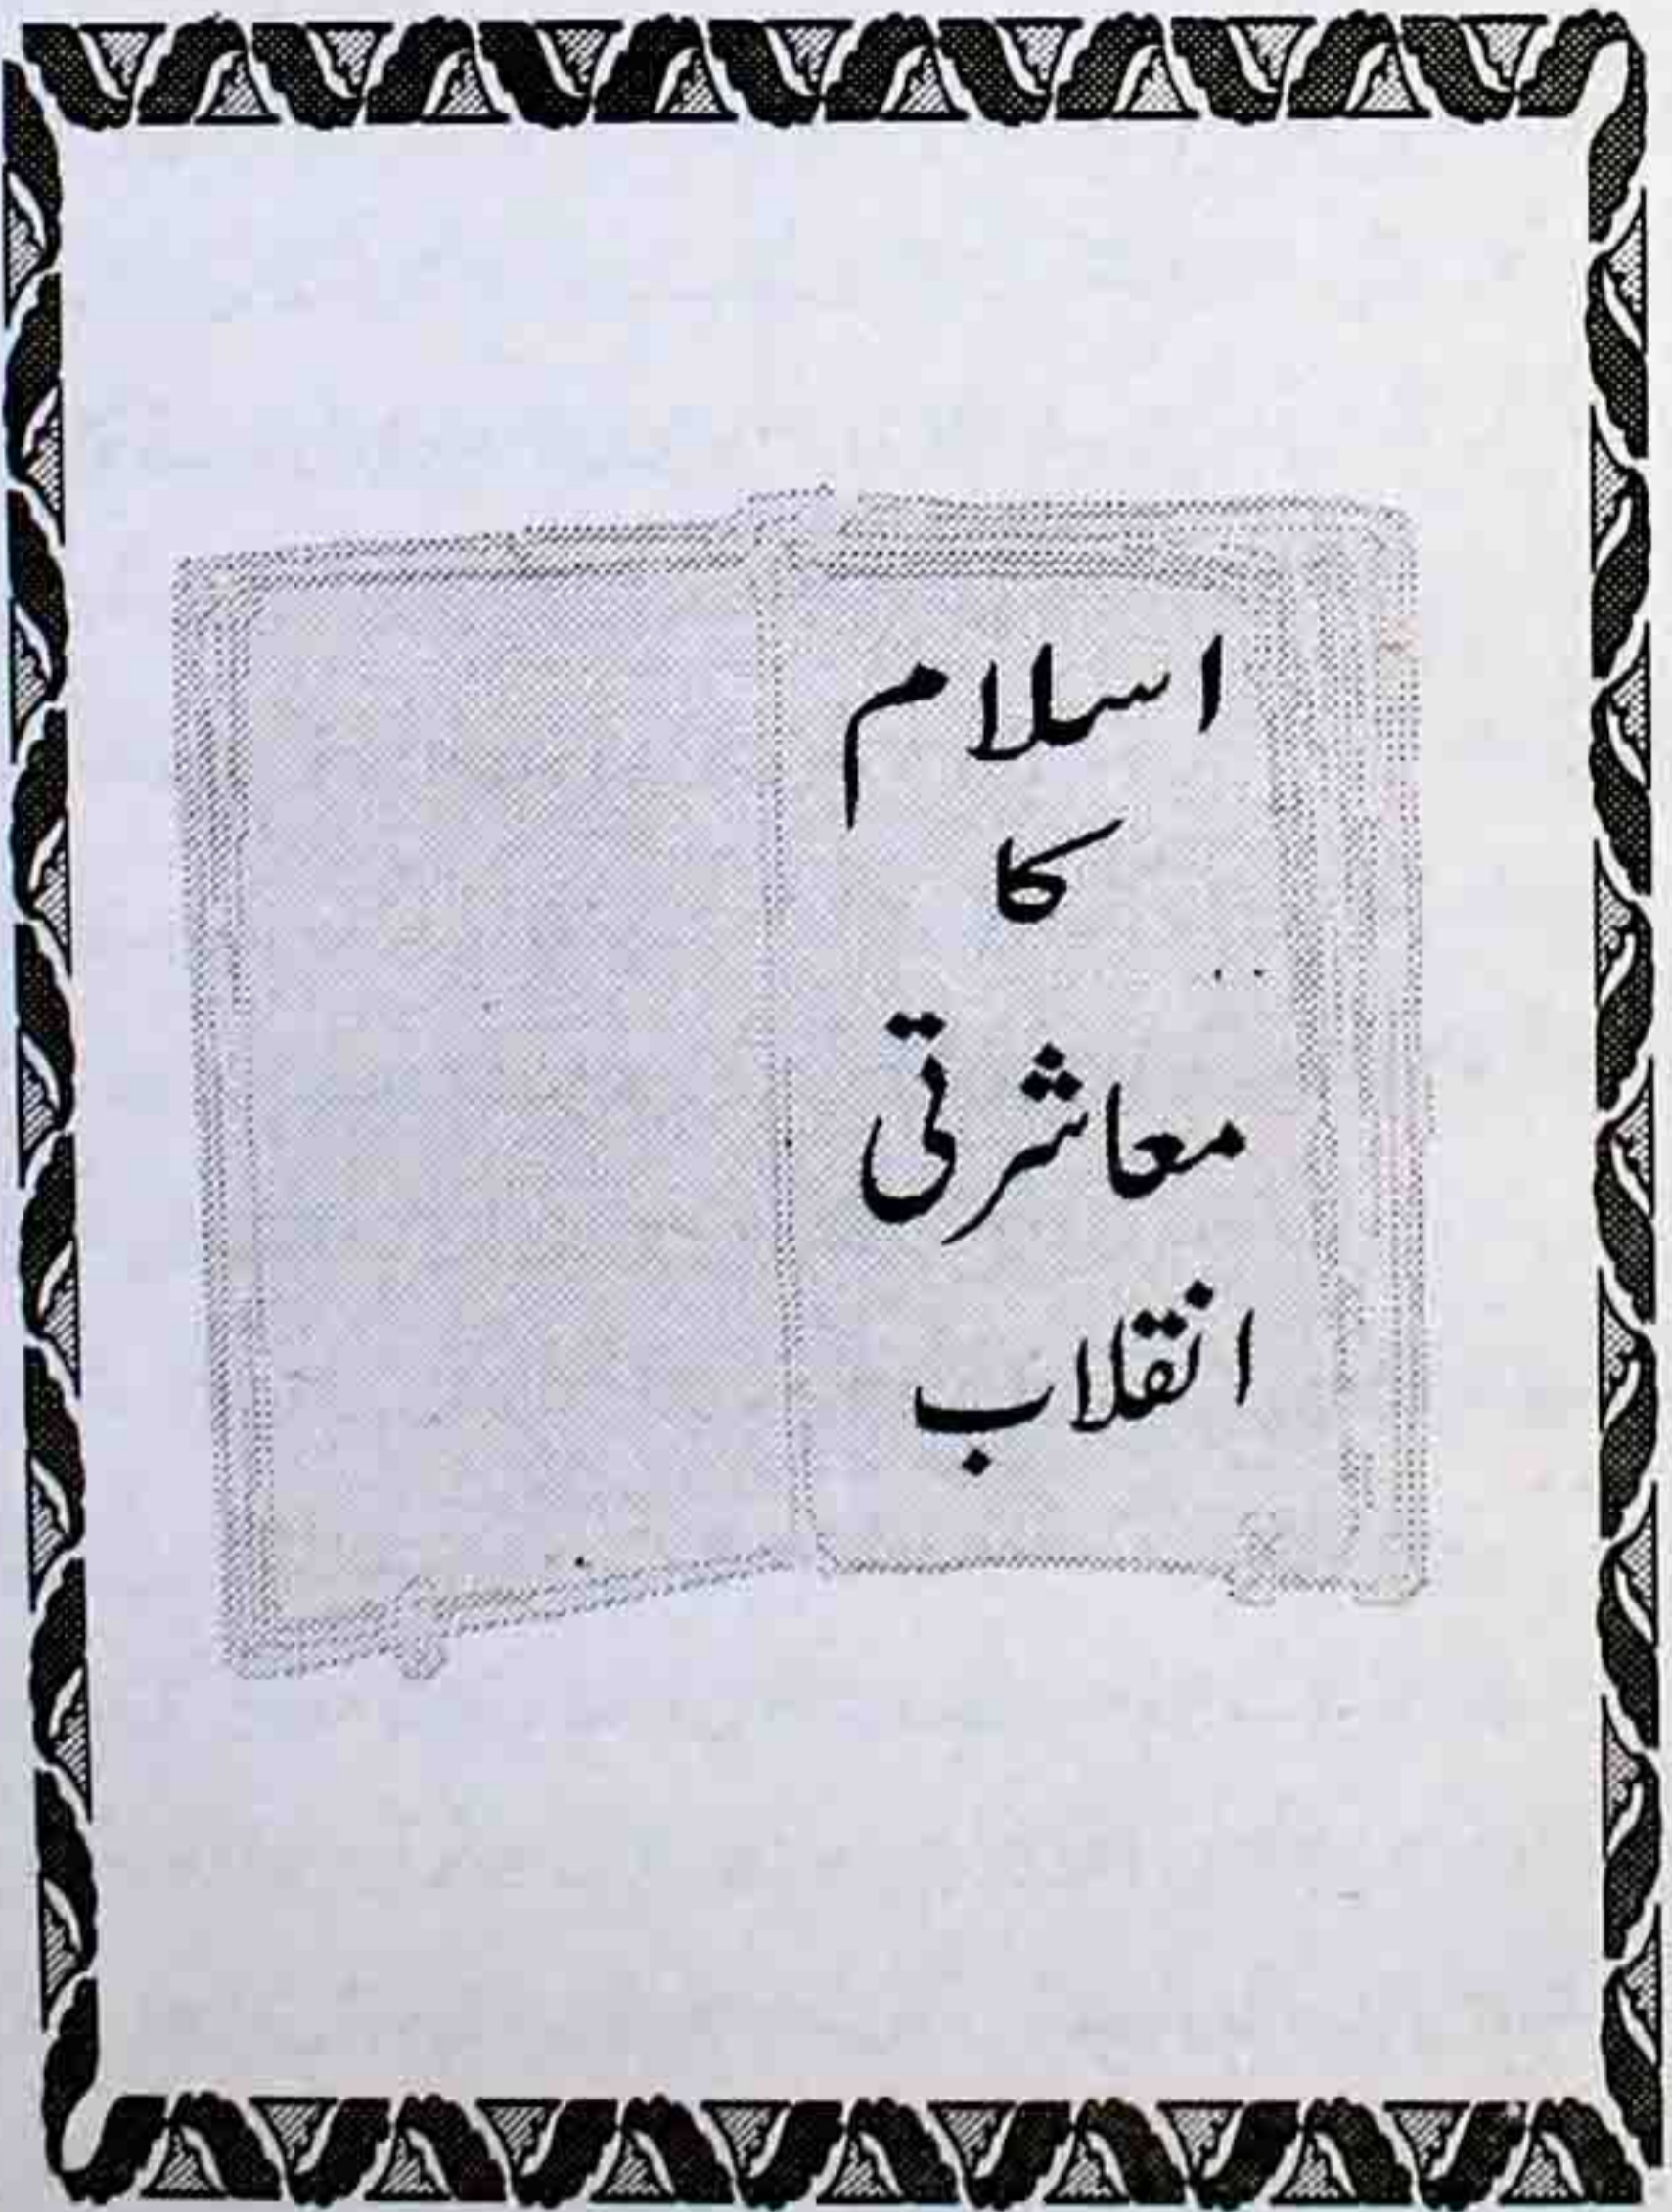 اسلام
کا
معاشرتی
انقلاب